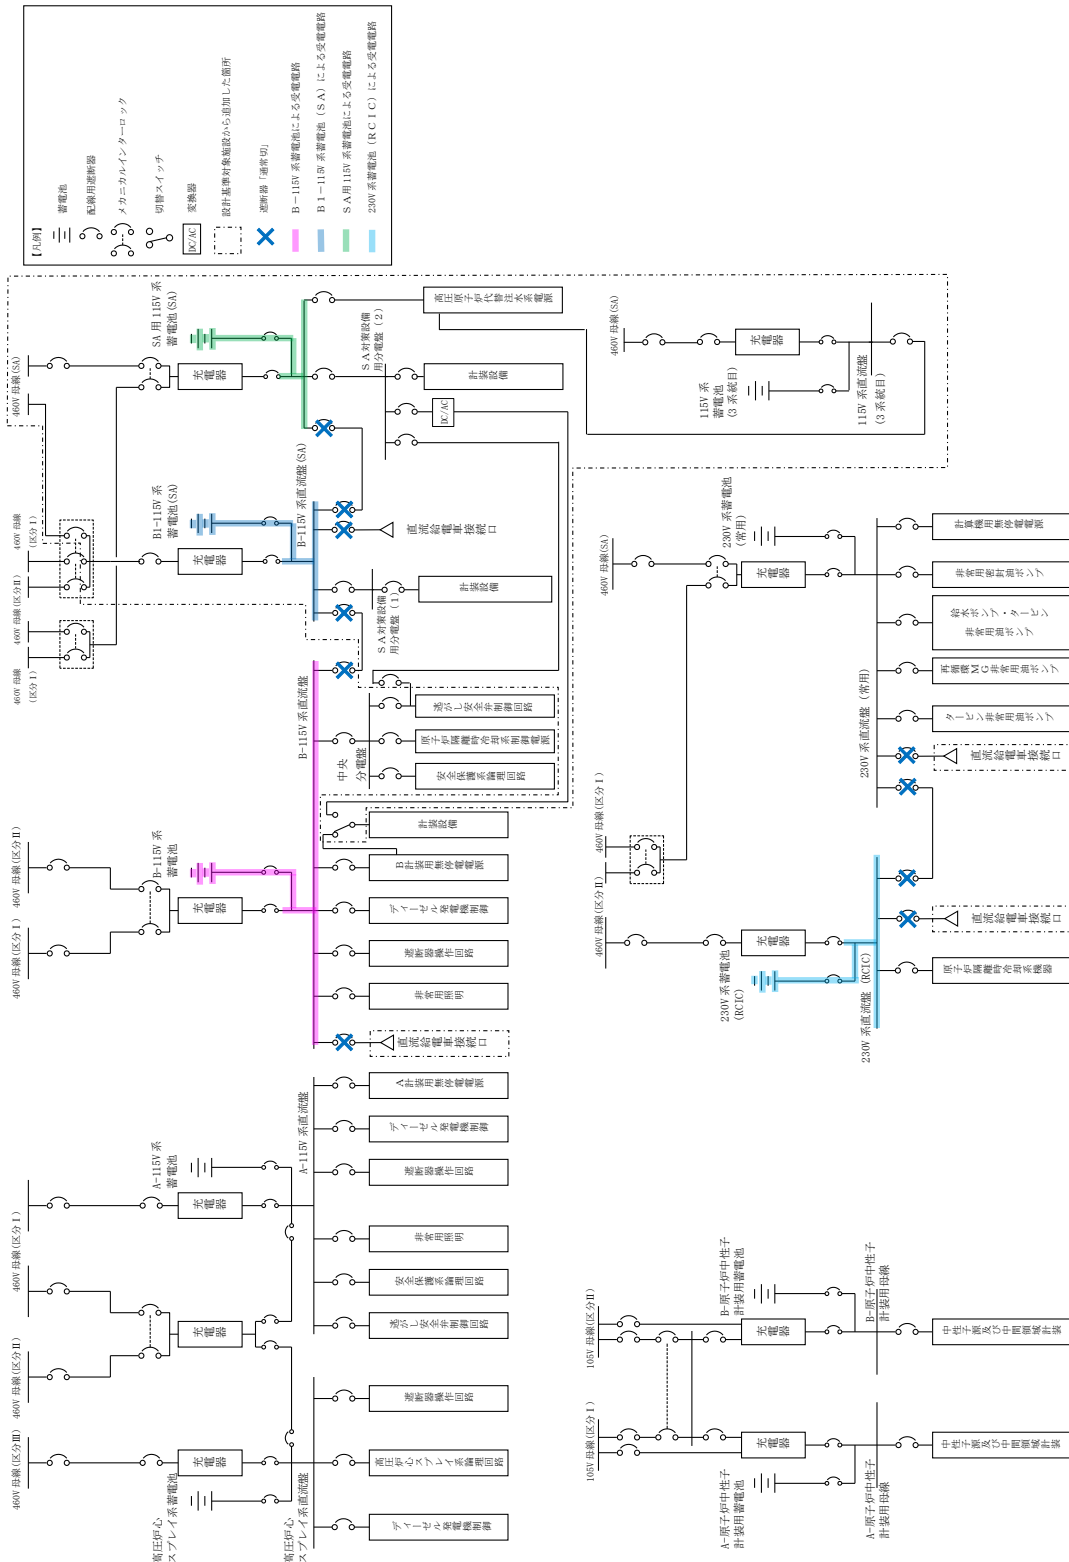 【凡例】
蓄電池
配線用遮断器
メカニカルインターロック
切替スイッチ
DC/AC
変換器
設計基準対象施設から追加した箇所
遮断器「通常切」
B－115V系蓄電池による受電電路
B1－115V系蓄電池（SA）による受電電路
SA用115V系蓄電池による受電電路
230V系蓄電池（RCIC）による受電電路
460V母線(区分Ⅲ)
460V母線(区分Ⅱ)
460V母線(区分Ⅰ)
高圧炉心
スプレイ系蓄電池
充電器
充電器
A-115V系
蓄電池
充電器
高圧炉心
スプレイ系直流盤
ディーゼル発電機制御
高圧炉心スプレイ系論理回路
遮断器操作回路
A-115V系直流盤
逃がし安全弁制御回路
安全保護系論理回路
非常用照明
遮断器操作回路
ディーゼル発電機制御
A計装用無停電電源
460V母線(区分Ⅰ)
460V母線(区分Ⅱ)
充電器
B-115V系
蓄電池
B-115V系直流盤
直流給電車接続口
非常用照明
遮断器操作回路
ディーゼル発電機制御
B計装用無停電電源
計装設備
中央
分電盤
安全保護系論理回路
原子炉隔離時冷却系制御電源
逃がし安全弁制御回路
460V母線
(区分Ⅰ)
460V母線
460V母線(区分Ⅱ)
460V母線
(区分Ⅰ)
460V母線(SA)
充電器
B1-115V系
蓄電池(SA)
B-115V系直流盤(SA)
SA対策設備
用分電盤（1）
計装設備
直流給電車接続口
充電器
SA用115V系
蓄電池(SA)
SA対策設備
用分電盤（2）
DC/AC
計装設備
高圧原子炉代替注水系電源
460V母線(SA)
充電器
115V系
蓄電池
(3系統目)
115V系直流盤
(3系統目)
105V母線(区分Ⅰ)
充電器
A-原子炉中性子
計装用蓄電池
A-原子炉中性子
計装用母線
中性子源及び中間領域計装
105V母線(区分Ⅱ)
充電器
B-原子炉中性子
計装用蓄電池
B-原子炉中性子
計装用母線
中性子源及び中間領域計装
460V母線(区分Ⅱ)
460V母線(区分Ⅰ)
充電器
230V系蓄電池
(RCIC)
230V系直流盤(RCIC)
原子炉隔離時冷却系機器
直流給電車接続口
460V母線(SA)
充電器
230V系蓄電池
(常用)
230V系直流盤(常用)
直流給電車接続口
タービン非常用油ポンプ
再循環MG非常用油ポンプ
給水ポンプ・タービン
非常用油ポンプ
非常用密封油ポンプ
計算機用無停電電源